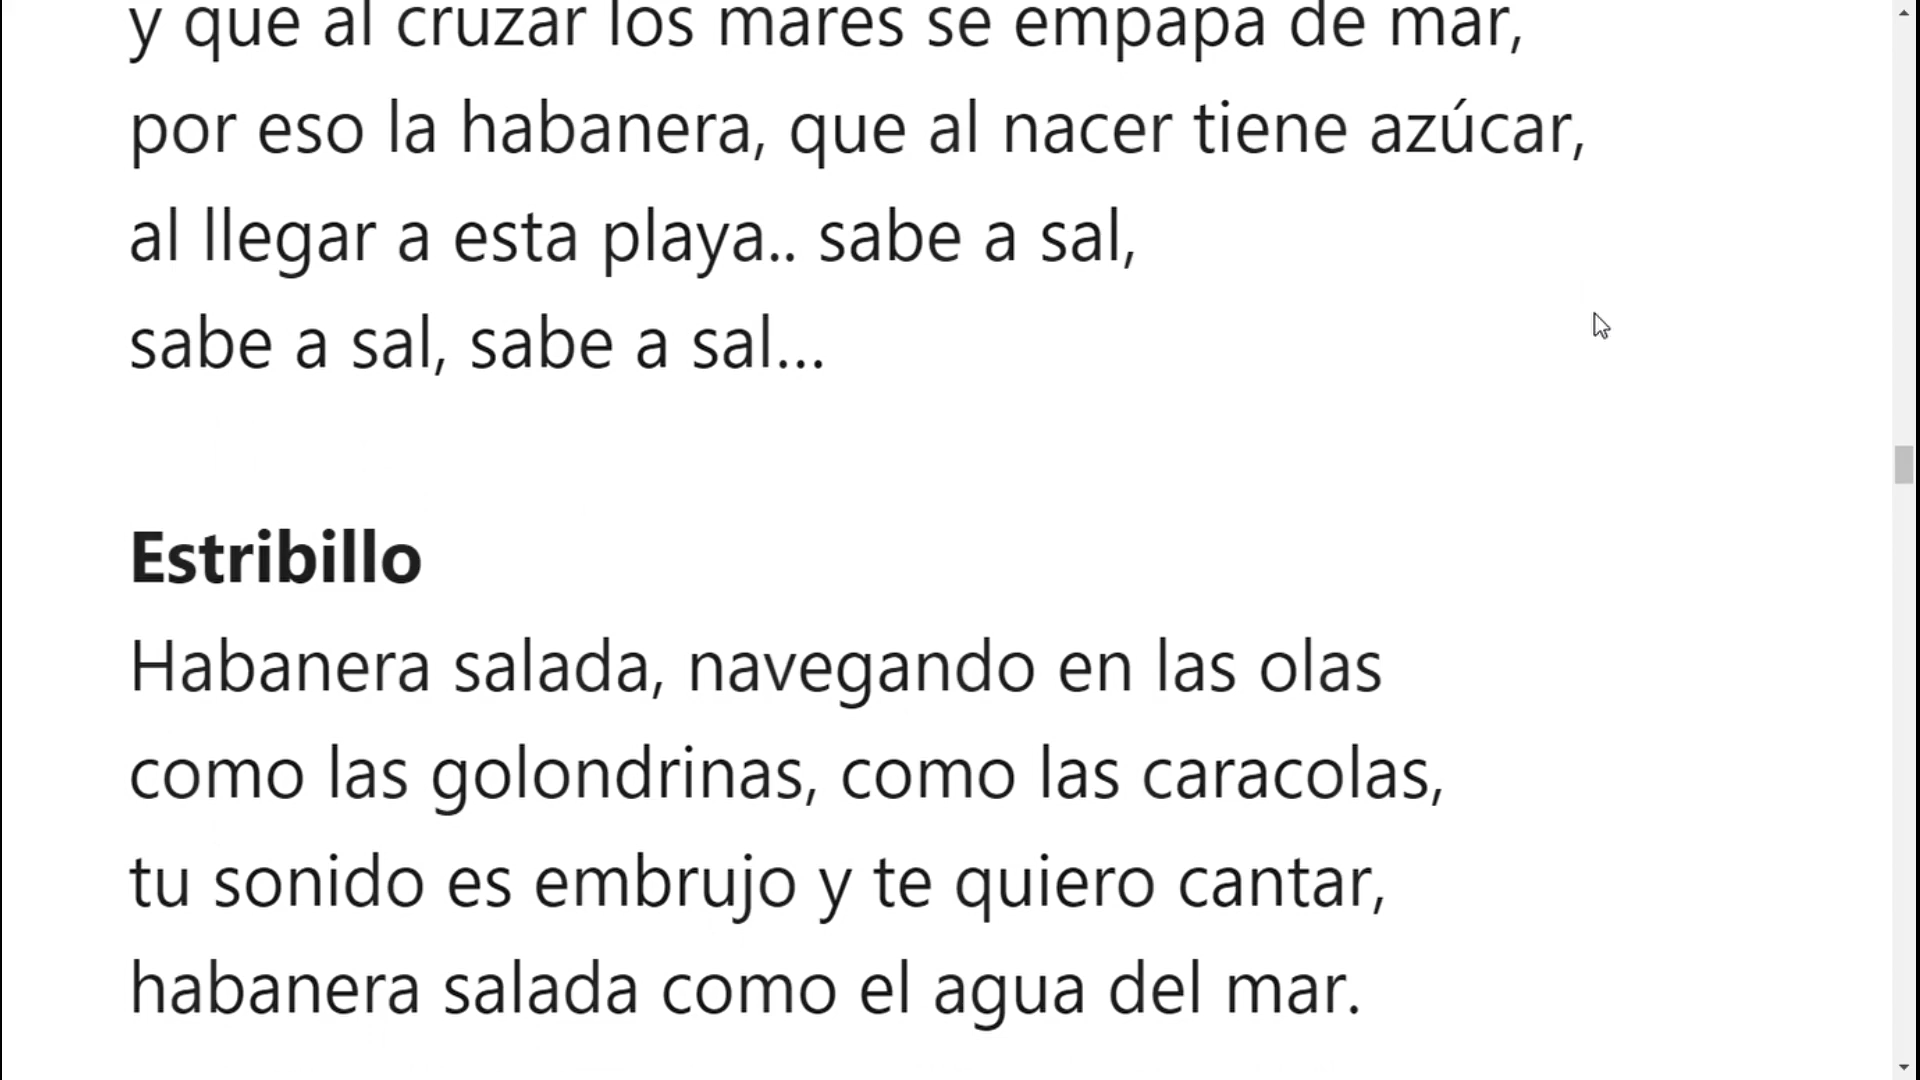 y que al cruzar los mares se empapa de mar,
por eso la habanera, que al nacer tiene azúcar,
al llegar a esta playa.. sabe a sal,
sabe a sal, sabe a sal...
Estribillo
Habanera salada, navegando en las olas
como las golondrinas, como las caracolas,
tu sonido es embrujo y te quiero cantar,
habanera salada como el agua del mar.